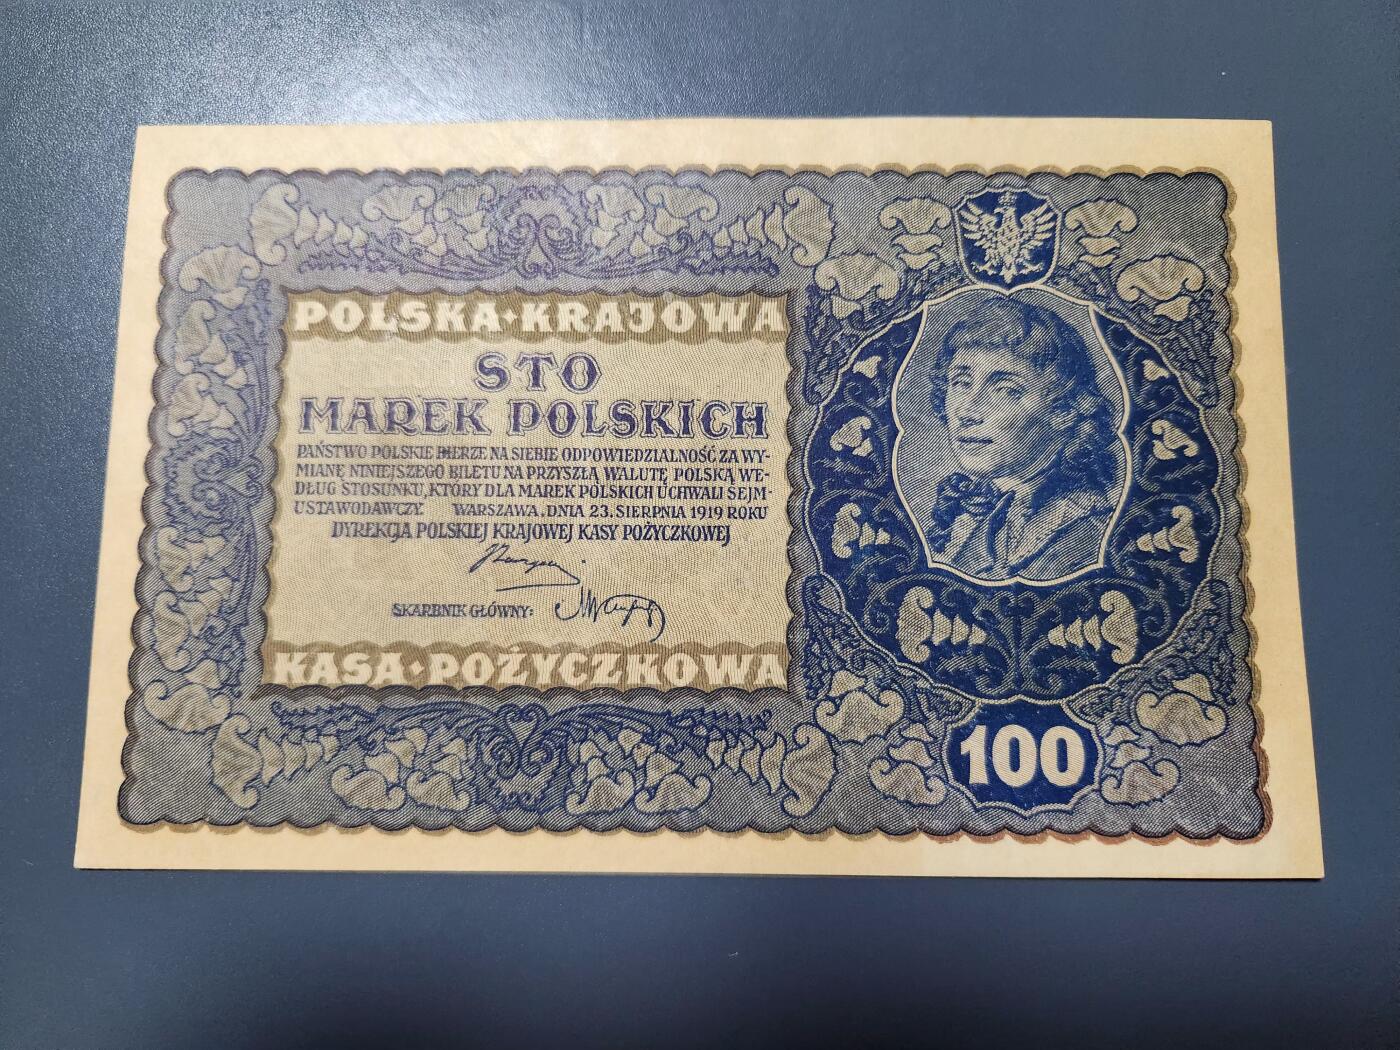 POLSKA•KRAJOWA
STO
MAREK POLSKICH
PAŃSTWO POLSKIE BIERZE NA SIEBIE ODPOWIEDZIALNOŚĆ ZA WY-
MIANĘ NINIEJSZEGO BILETU NA PRZYSZŁĄ WALUTĘ POLSKĄ WE-
DŁUG STOSUNKU, KTÓRY DLA MAREK POLSKICH UCHWALI SEJM-
USTAWODAWCZY. WARSZAWA, DNIA 23. SIERPNIA 1919 ROKU
DYREKCJA POLSKIEJ KRAJOWEJ KASY POŻYCZKOWEJ
SKARBNIK GŁÓWNY:
KASA•POŻYCZKOWA
100